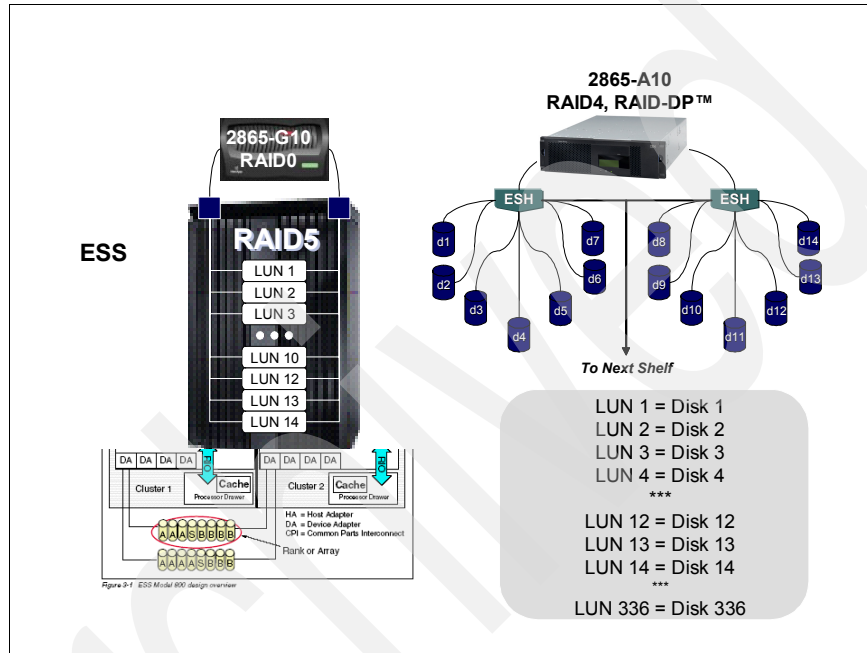 2865-G10
RAID0
ESS
RAID5
LUN 1
LUN 2
LUN 3
LUN 10
LUN 12
LUN 13
LUN 14
DA DA DA DA
DA DA DA DA
RIO
RIO
Cluster 1
Cache
Processor Drawer
Cluster 2
Cache
Processor Drawer
HA = Host Adapter
DA = Device Adapter
CPI = Common Parts Interconnect
A A A S B B B B
Rank or Array
A A A A S B B B
Figure 3-1 ESS Model 800 design overview
2865-A10
RAID4, RAID-DP™
ESH
ESH
d1
d2
d3
d4
d5
d6
d7
d8
d9
d10
d11
d12
d13
d14
To Next Shelf
LUN 1 = Disk 1
LUN 2 = Disk 2
LUN 3 = Disk 3
LUN 4 = Disk 4
***
LUN 12 = Disk 12
LUN 13 = Disk 13
LUN 14 = Disk 14
***
LUN 336 = Disk 336